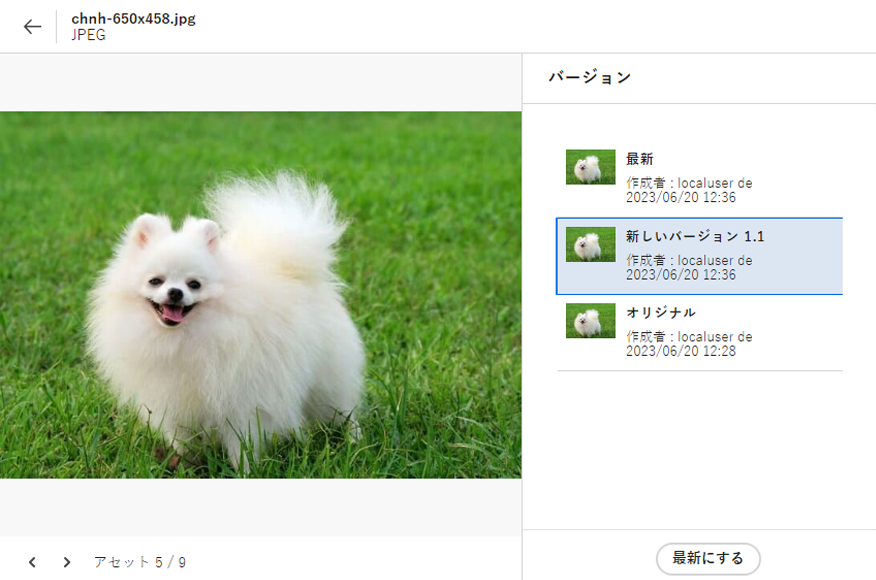 chnh-650x458.jpg
JPEG
バージョン
最新
作成者 : localuser de
2023/06/20 12:36
新しいバージョン 1.1
作成者 : localuser de
2023/06/20 12:36
オリジナル
作成者 : localuser de
2023/06/20 12:28
アセット 5 / 9
最新にする